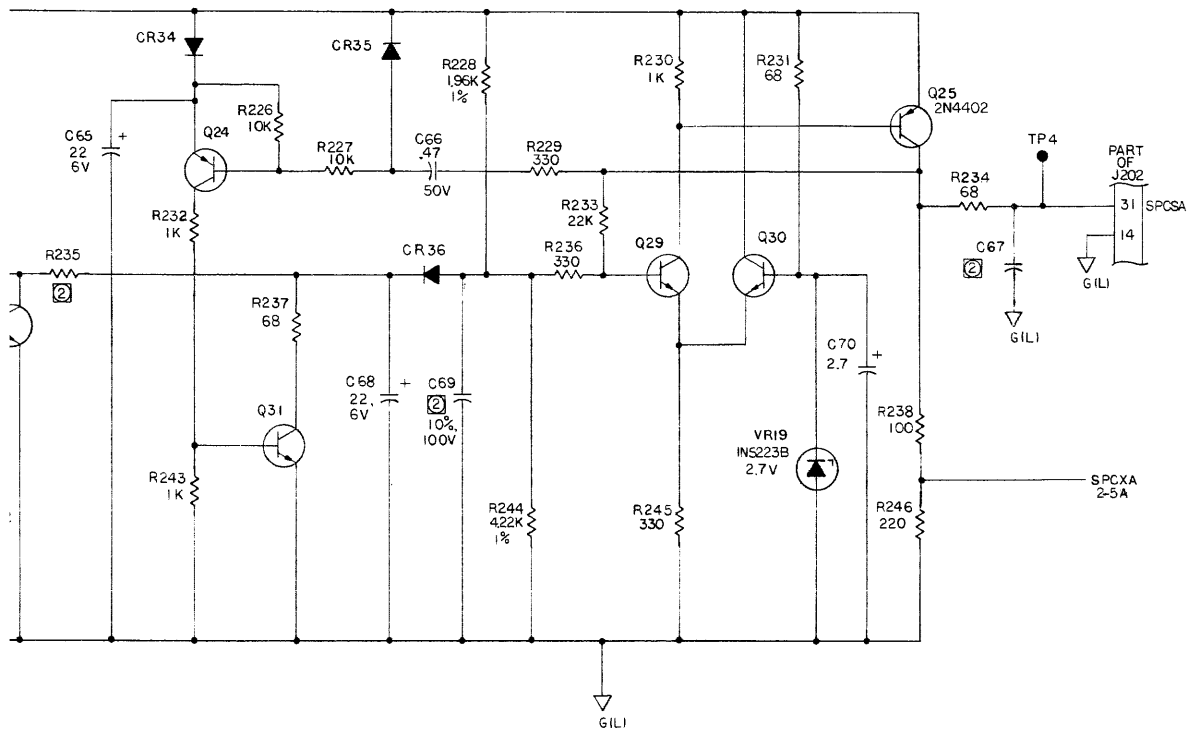 CR34
CR35
R228
1.96K
1%
R230
1K
R231
68
Q25
2N4402
C65
22
6V
+
Q24
R226
10K
R227
10K
C66
.47
50V
R229
330
TP4
PART
OF
J202
R234
68
31
SPCSA
14
R232
1K
R233
22K
R235
2
CR36
R236
330
Q29
Q30
C67
2
G(L)
G(L)
R237
68
C68
22,
6V
+
C69
2
10%,
100V
C70
2.7
+
Q31
R238
100
VR19
1N5223B
2.7V
R243
1K
SPCXA
2-5A
R244
4.22K
1%
R245
330
R246
220
G(L)